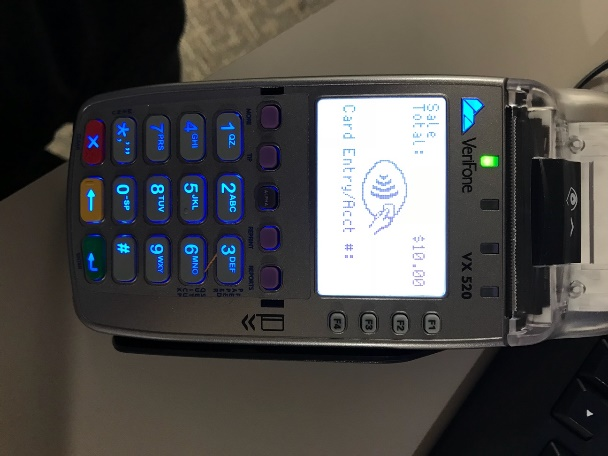 VeriFone
VX 520
Sale
Total: $10.00
Card Entry/Acct #:
F1
F2
F3
F4
1 QZ. 2 ABC 3 DEF
4 GHI 5 JKL 6 MNO
7 PRS 8 TUV 9 WXY
*,'" 0 -SP #